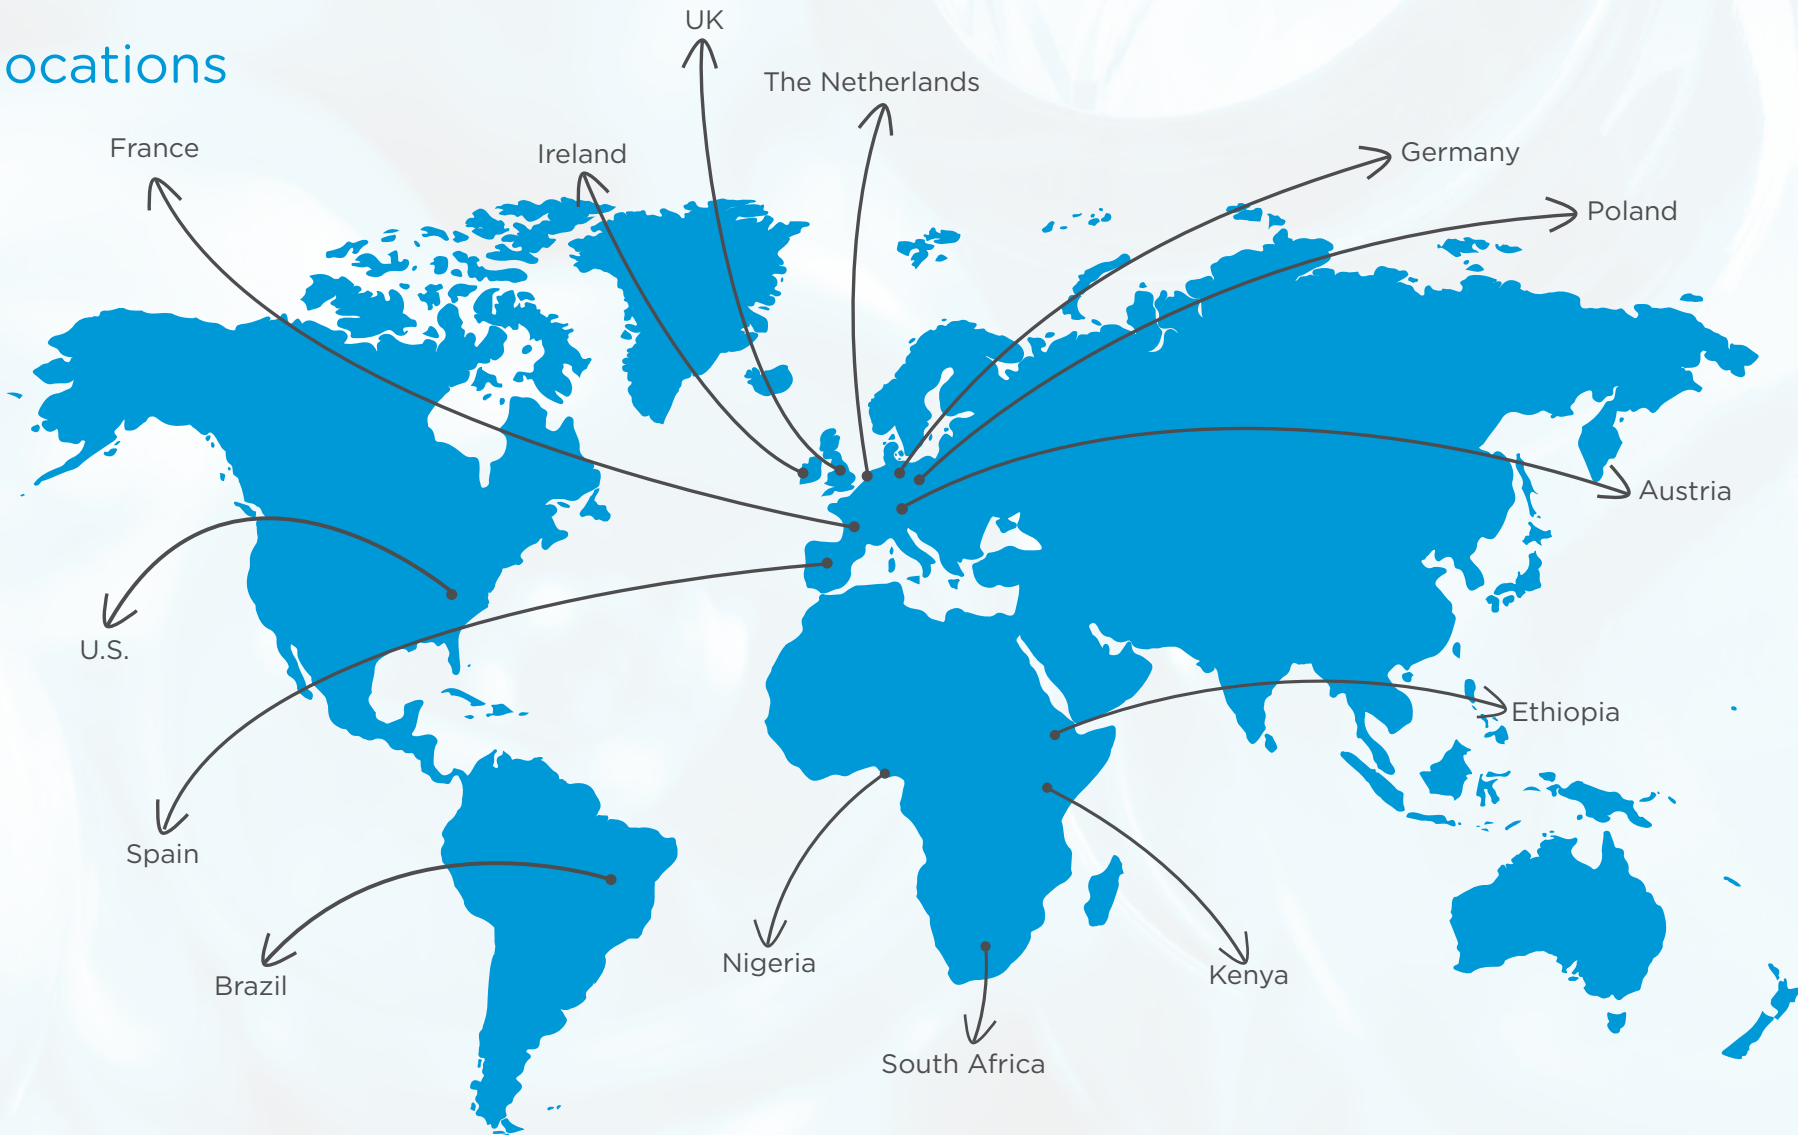 ocations
UK
The Netherlands
France
Ireland
Germany
Poland
Austria
U.S.
Ethiopia
Spain
Nigeria
Kenya
Brazil
South Africa